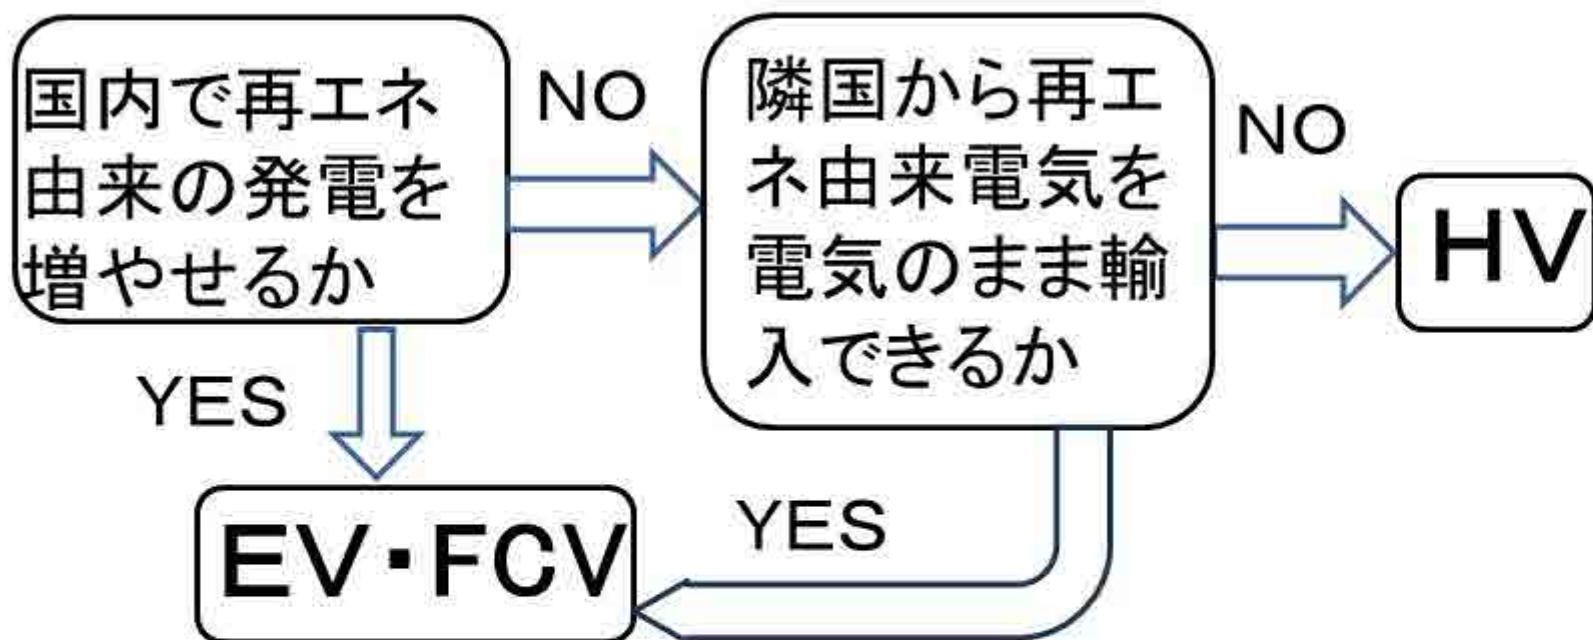 国内で再エネ
由来の発電を
増やせるか
NO
隣国から再エ
ネ由来電気を
電気のまま輸
入できるか
NO
HV
YES
EV・FCV
YES